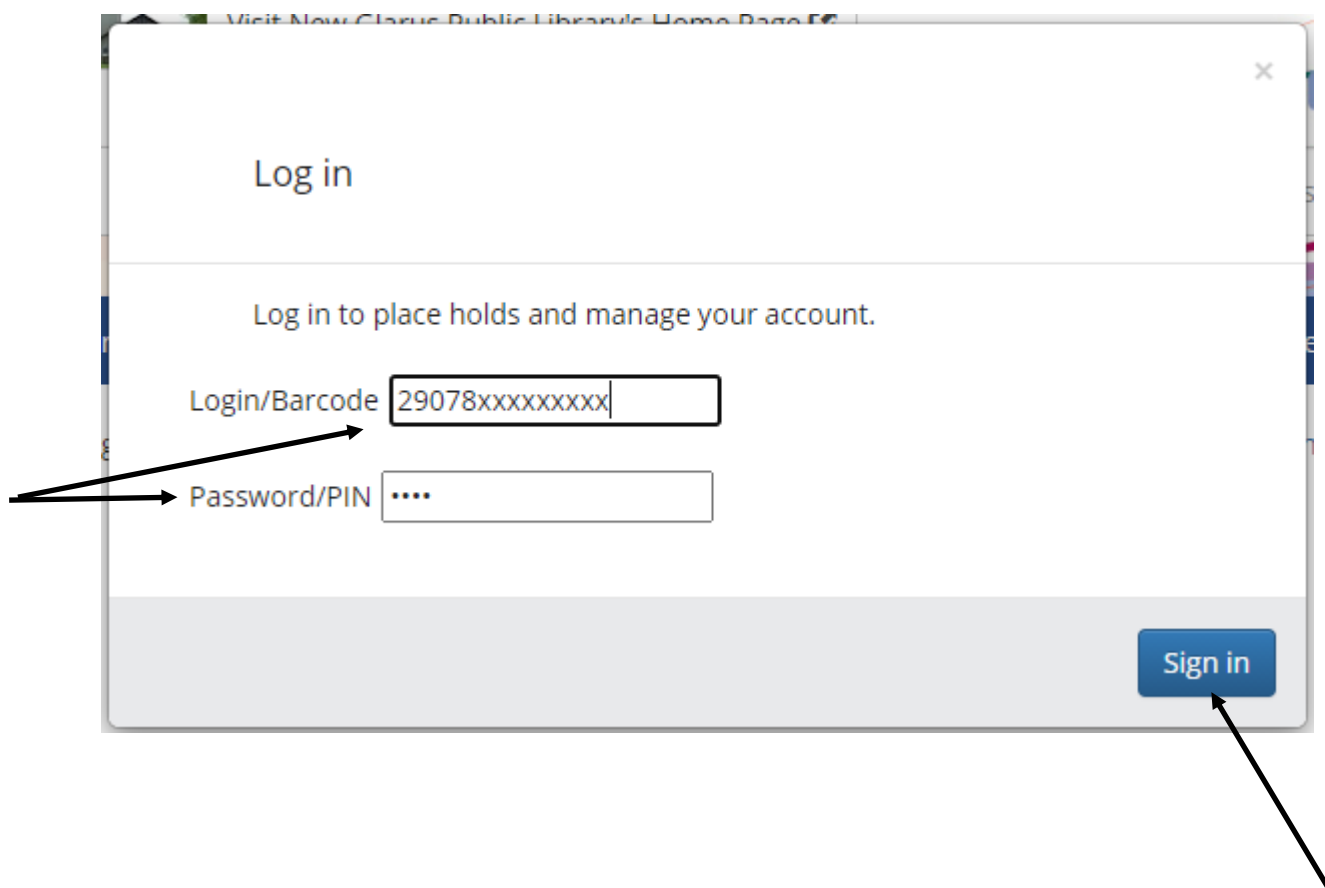 Visit New Glarus Public Library's Home Page
×
Log in
Log in to place holds and manage your account.
Login/Barcode 29078xxxxxxxxx
Password/PIN ••••
Sign in